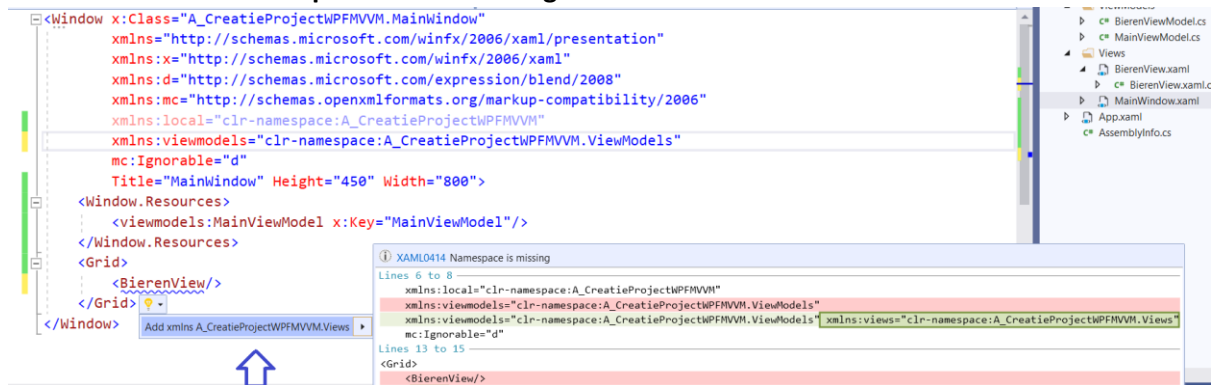 <Window x:Class="A_CreatieProjectWPFMVVM.MainWindow"
xmlns="http://schemas.microsoft.com/winfx/2006/xaml/presentation"
xmlns:x="http://schemas.microsoft.com/winfx/2006/xaml"
xmlns:d="http://schemas.microsoft.com/expression/blend/2008"
xmlns:mc="http://schemas.openxmlformats.org/markup-compatibility/2006"
xmlns:local="clr-namespace:A_CreatieProjectWPFMVVM"
xmlns:viewmodels="clr-namespace:A_CreatieProjectWPFMVVM.ViewModels"
mc:Ignorable="d"
Title="MainWindow" Height="450" Width="800">
<Window.Resources>
<viewmodels:MainViewModel x:Key="MainViewModel"/>
</Window.Resources>
<Grid>
<BierenView/>
</Grid>
</Window>
Add xmlns A_CreatieProjectWPFMVVM.Views
XAML0414 Namespace is missing
Lines 6 to 8
xmlns:local="clr-namespace:A_CreatieProjectWPFMVVM"
xmlns:viewmodels="clr-namespace:A_CreatieProjectWPFMVVM.ViewModels"
xmlns:viewmodels="clr-namespace:A_CreatieProjectWPFMVVM.ViewModels" xmlns:views="clr-namespace:A_CreatieProjectWPFMVVM.Views"
mc:Ignorable="d"
Lines 13 to 15
<Grid>
<BierenView/>
C# BierenViewModel.cs
C# MainViewModel.cs
Views
BierenView.xaml
C# BierenView.xaml.c
MainWindow.xaml
App.xaml
C# AssemblyInfo.cs